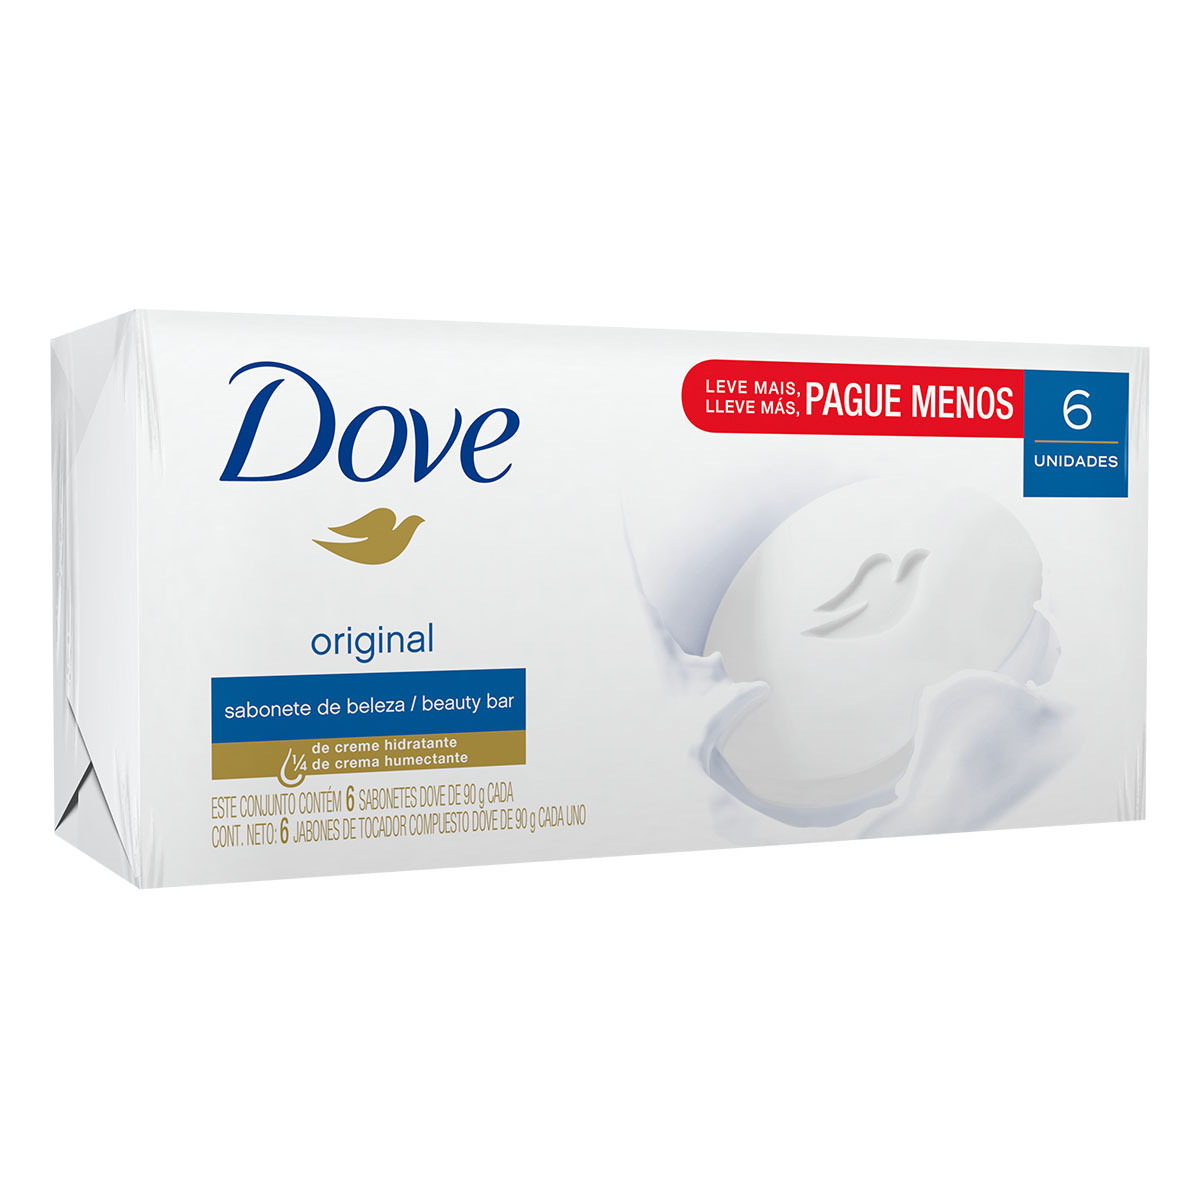 Dove
LEVE MAIS,
LLEVE MÁS, PAGUE MENOS
6
UNIDADES
original
sabonete de beleza / beauty bar
1/4 de creme hidratante
de crema humectante
ESTE CONJUNTO CONTÉM 6 SABONETES DOVE DE 90 g CADA
CONT. NETO: 6 JABONES DE TOCADOR COMPUESTO DOVE DE 90 g CADA UNO